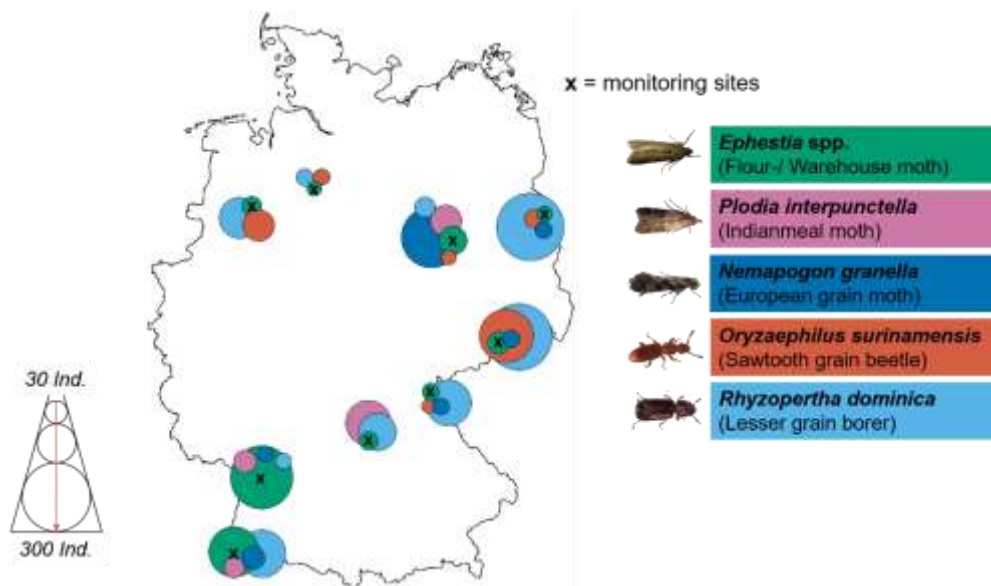 x = monitoring sites
Ephestia spp.
(Flour-/ Warehouse moth)
Plodia interpunctella
(Indianmeal moth)
Nemapogon granella
(European grain moth)
Oryzaephilus surinamensis
(Sawtooth grain beetle)
Rhyzopertha dominica
(Lesser grain borer)
30 Ind.
300 Ind.
x
x
x
x
x
x
x
x
x